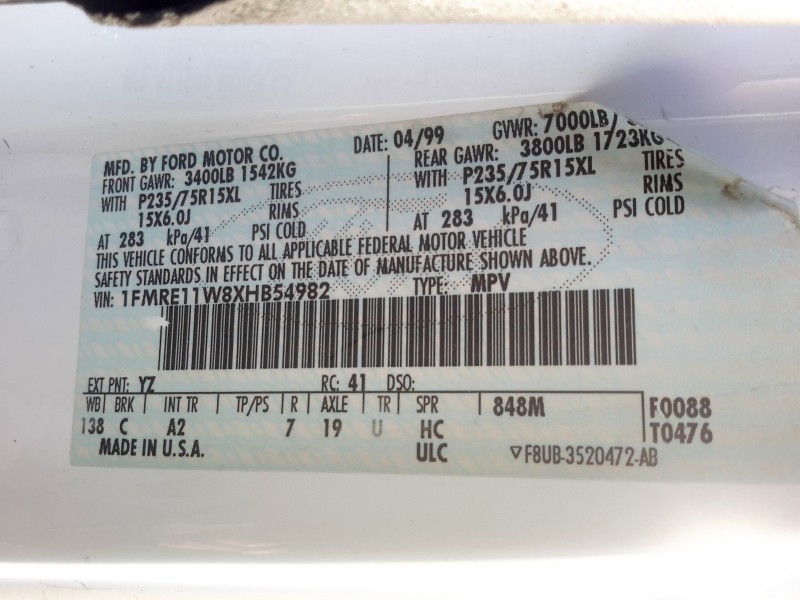 MFD. BY FORD MOTOR CO. DATE: 04/99 GVWR: 7000LB/
FRONT GAWR: 3400LB 1542KG REAR GAWR: 3800LB 1723KG
WITH P235/75R15XL TIRES WITH P235/75R15XL TIRES
15X6.0J RIMS 15X6.0J RIMS
AT 283 kPa/41 PSI COLD AT 283 kPa/41 PSI COLD
THIS VEHICLE CONFORMS TO ALL APPLICABLE FEDERAL MOTOR VEHICLE
SAFETY STANDARDS IN EFFECT ON THE DATE OF MANUFACTURE SHOWN ABOVE.
VIN: 1FMRE11W8XHB54982 TYPE: MPV
EXT PNT: YZ RC: 41 DSO:
WB BRK INT TR TP/PS R AXLE TR SPR 848M F0088
138 C A2 7 19 U HC T0476
MADE IN U.S.A. ULC F8UB-3520472-AB